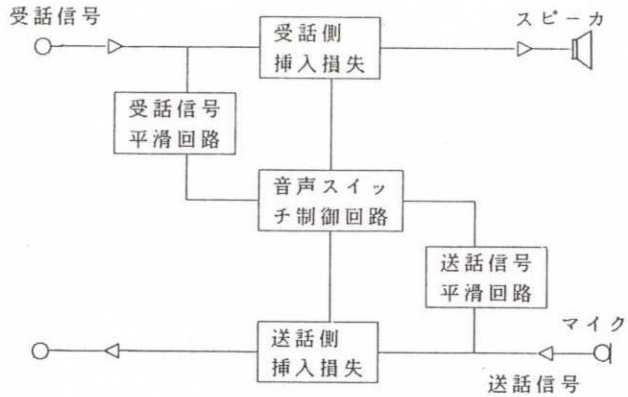 受話信号
スピーカ
受話側
挿入損失
受話信号
平滑回路
音声スイッ
チ制御回路
送話信号
平滑回路
マイク
送話側
挿入損失
送話信号